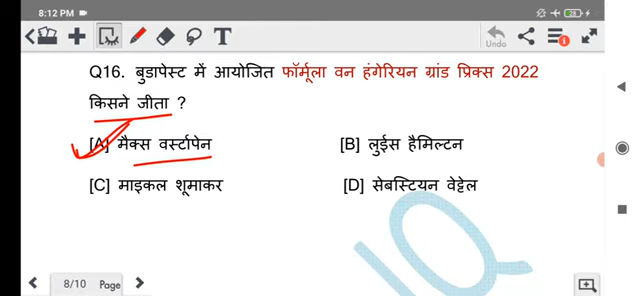 8:12 PM
28
Undo
Q16. बुडापेस्ट में आयोजित फॉर्मूला वन हंगेरियन ग्रांड प्रिक्स 2022
किसने जीता ?
[A] मैक्स वर्स्टापेन
[B] लुईस हैमिल्टन
[C] माइकल शूमाकर
[D] सेबस्टियन वेट्टेल
8/10 Page